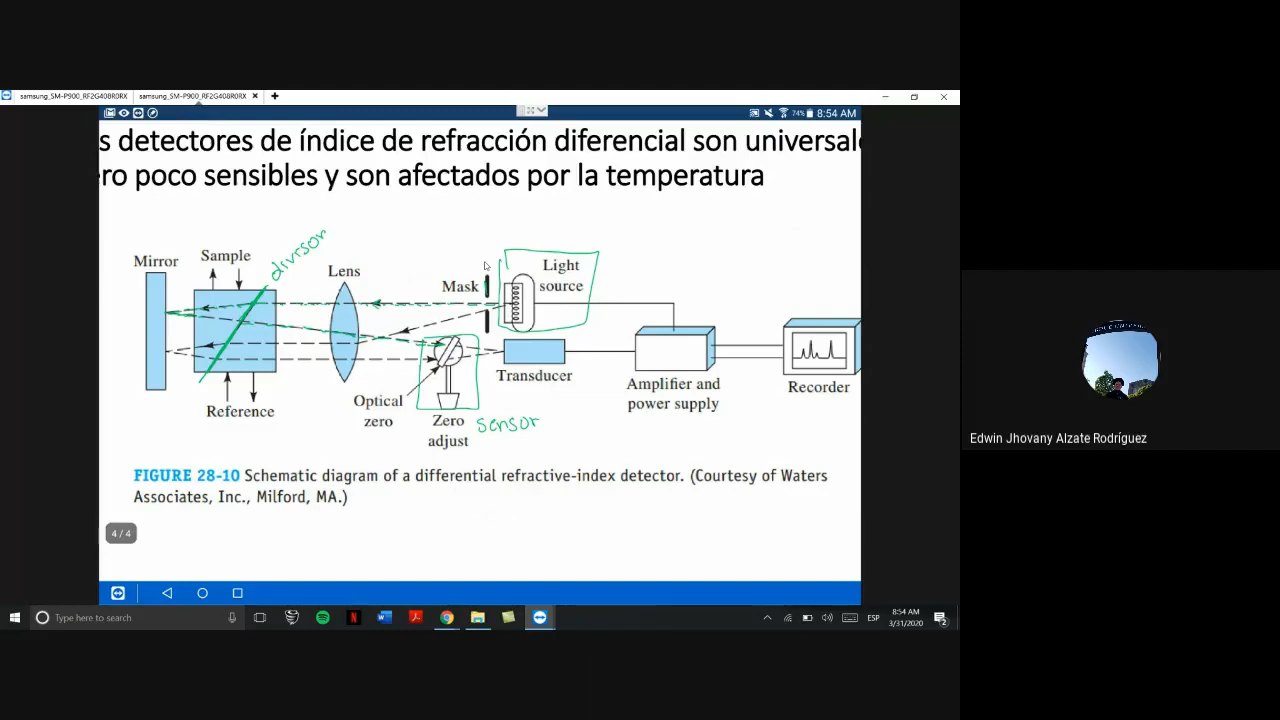 samsung_SM-P900_RF2G408R0RX samsung_SM-P900_RF2G408R0RX
74% 8:54 AM
s detectores de índice de refracción diferencial son universale
ro poco sensibles y son afectados por la temperatura
divisor
Sample
Mirror
Lens
Mask
Light
source
Transducer
Amplifier and
power supply
Recorder
Reference
Optical
zero
Zero
adjust
sensor
FIGURE 28-10 Schematic diagram of a differential refractive-index detector. (Courtesy of Waters
Associates, Inc., Milford, MA.)
4 / 4
Edwin Jhovany Alzate Rodríguez
Type here to search
ESP
8:54 AM
3/31/2020